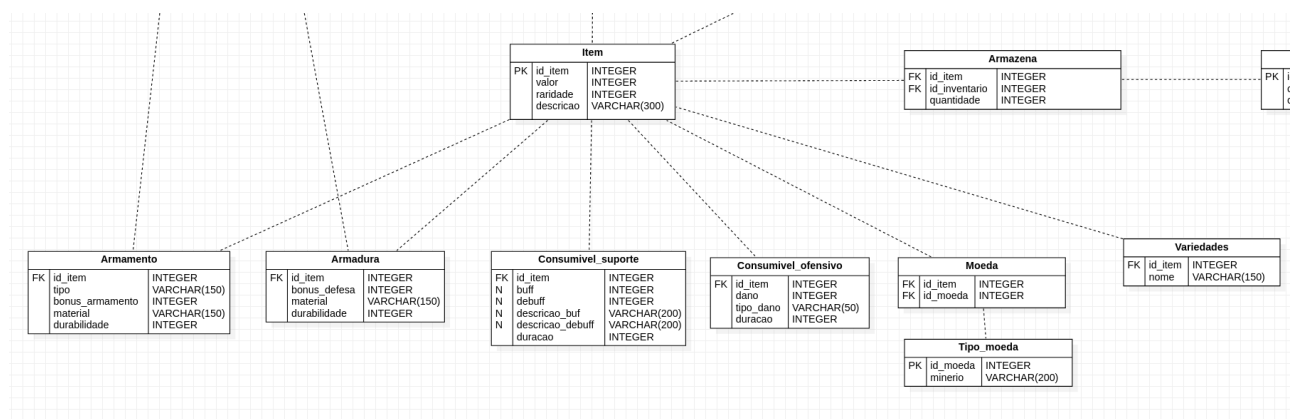 Item
PK id_item INTEGER
valor INTEGER
raridade INTEGER
descricao VARCHAR(300)
Armazena
FK id_item INTEGER
FK id_inventario INTEGER
quantidade INTEGER
PK
Armamento
FK id_item INTEGER
tipo VARCHAR(150)
bonus_armamento INTEGER
material VARCHAR(150)
durabilidade INTEGER
Armadura
FK id_item INTEGER
bonus_defesa INTEGER
material VARCHAR(150)
durabilidade INTEGER
Consumivel_suporte
FK id_item INTEGER
N buff INTEGER
N debuff INTEGER
N descricao_buf VARCHAR(200)
N descricao_debuff VARCHAR(200)
duracao INTEGER
Consumivel_ofensivo
FK id_item INTEGER
dano INTEGER
tipo_dano VARCHAR(50)
duracao INTEGER
Moeda
FK id_item INTEGER
FK id_moeda INTEGER
Variedades
FK id_item INTEGER
nome VARCHAR(150)
Tipo_moeda
PK id_moeda INTEGER
minerio VARCHAR(200)